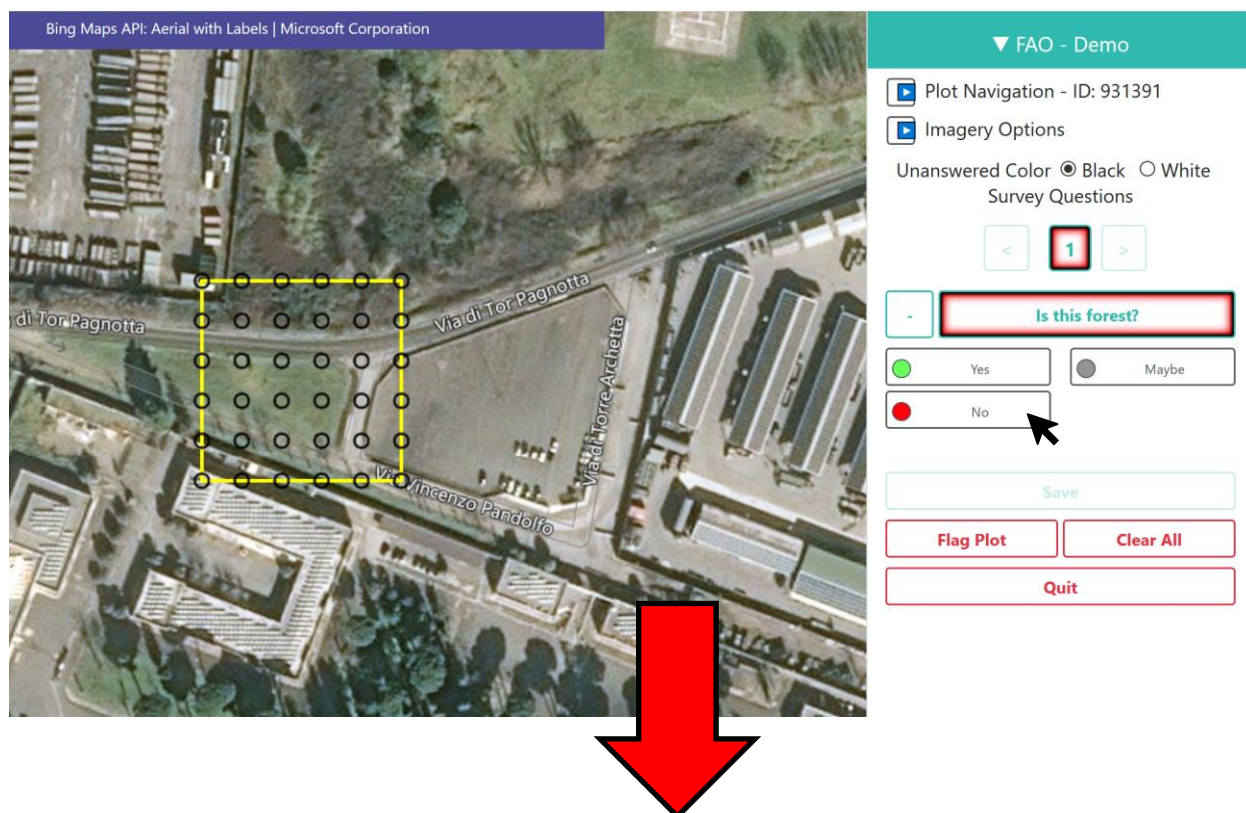 Bing Maps API: Aerial with Labels | Microsoft Corporation
▼ FAO - Demo
Plot Navigation - ID: 931391
Imagery Options
Unanswered Color Black White
Survey Questions
< 1 >
- Is this forest?
Yes Maybe
No
Save
Flag Plot Clear All
Quit
di Tor Pagnotta
Via di Tor Pagnotta
Via di Torre Archetta
Via Vincenzo Pandolfo